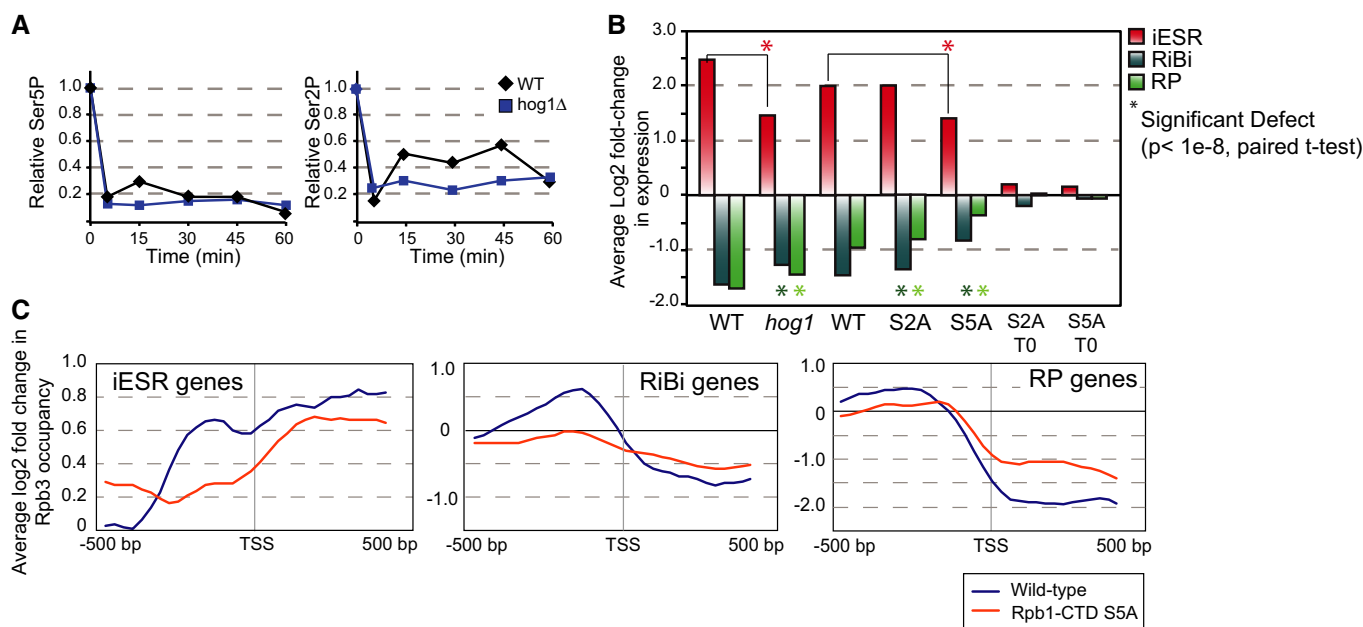 A
Relative Ser5P
1.0
0.8
0.6
0.4
0.2
0 15 30 45 60
Time (min)
Relative Ser2P
1.0
0.8
0.6
0.4
0.2
0 15 30 45 60
Time (min)
WT
hog1Δ
B
Average Log2 fold-change
in expression
3.0
2.0
1.0
0
-1.0
-2.0
* *
* * * * * *
WT hog1 WT S2A S5A S2A T0 S5A T0
iESR
RiBi
RP
* Significant Defect
(p< 1e-8, paired t-test)
C
Average log2 fold change in
Rpb3 occupancy
iESR genes
1.0
0.8
0.6
0.4
0.2
0
-500 bp TSS 500 bp
RiBi genes
1.0
0
-1.0
-500 bp TSS 500 bp
RP genes
1.0
0
-1.0
-2.0
-500 bp TSS 500 bp
Wild-type
Rpb1-CTD S5A